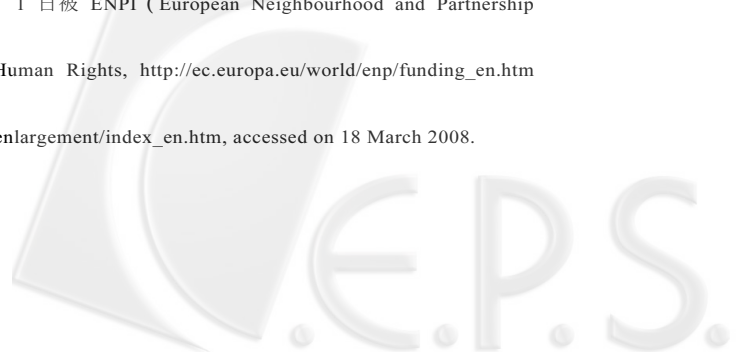 1 日被 ENPI（European Neighbourhood and Partnership
Human Rights, http://ec.europa.eu/world/enp/funding_en.htm
enlargement/index_en.htm, accessed on 18 March 2008.
C.E.P.S.